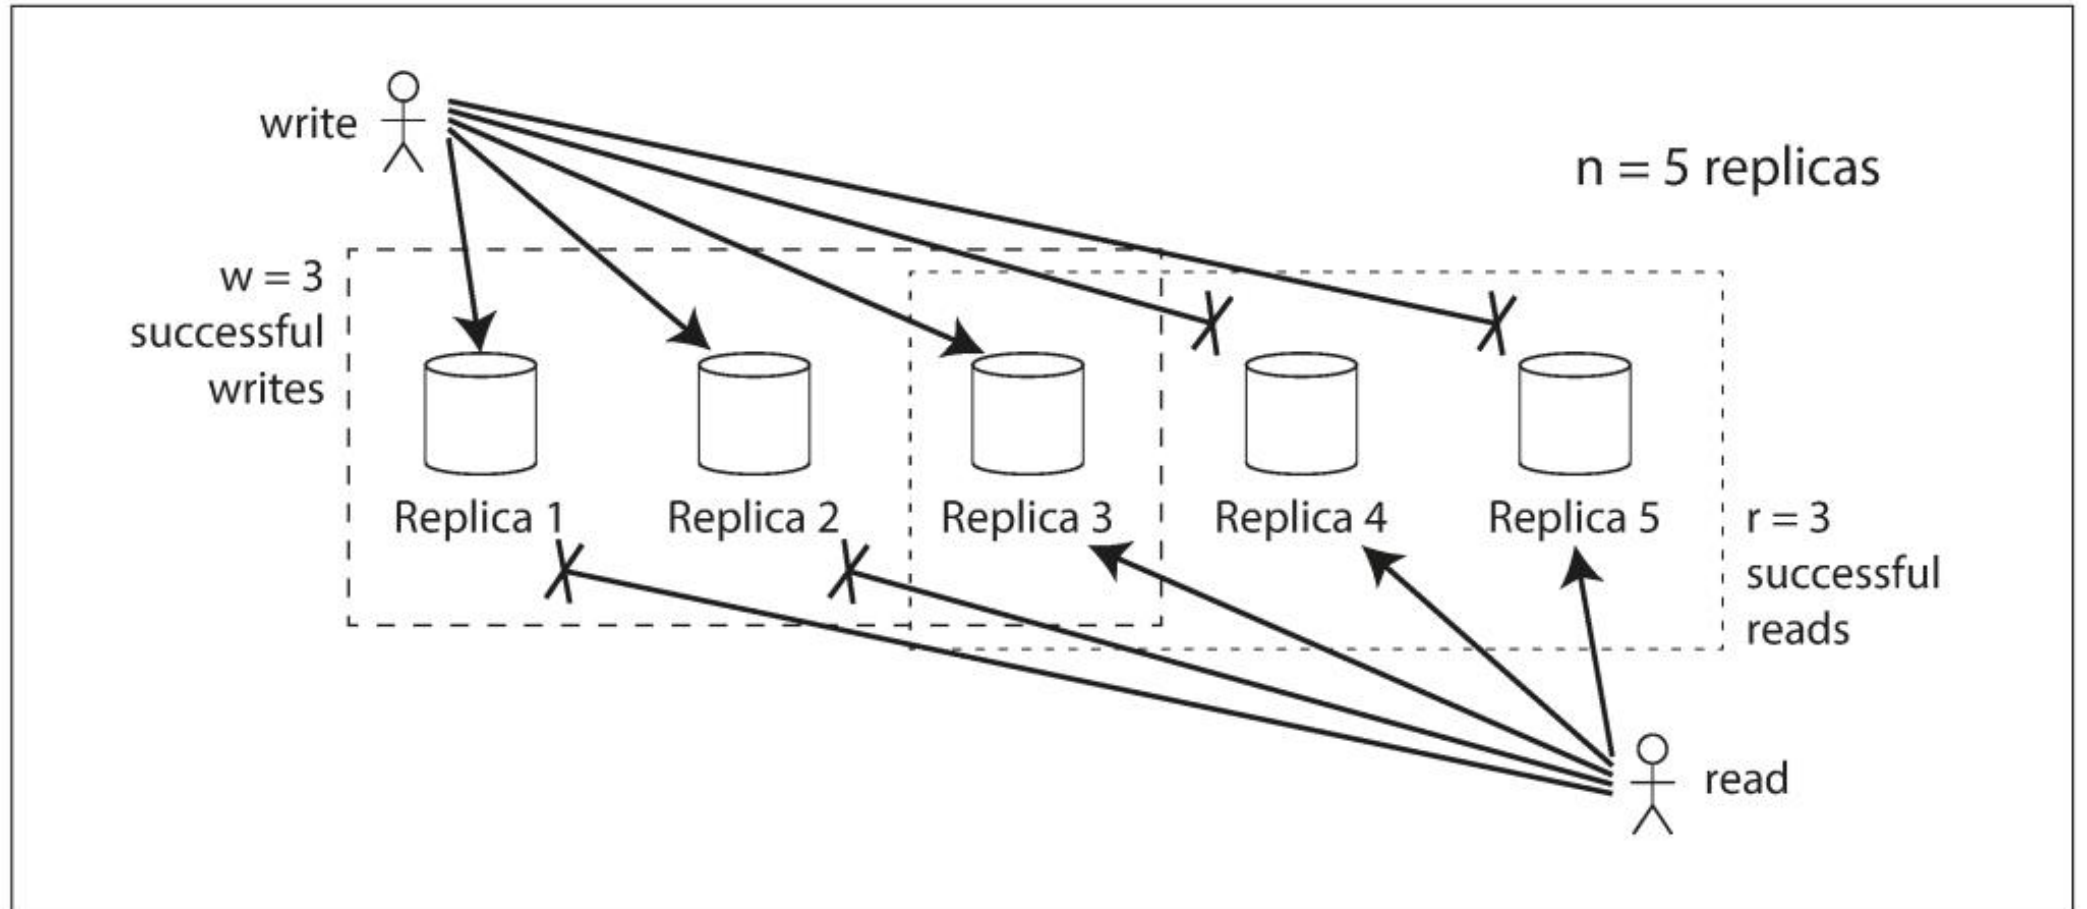 write
n = 5 replicas
w = 3
successful
writes
Replica 1
Replica 2
Replica 3
Replica 4
Replica 5
r = 3
successful
reads
read